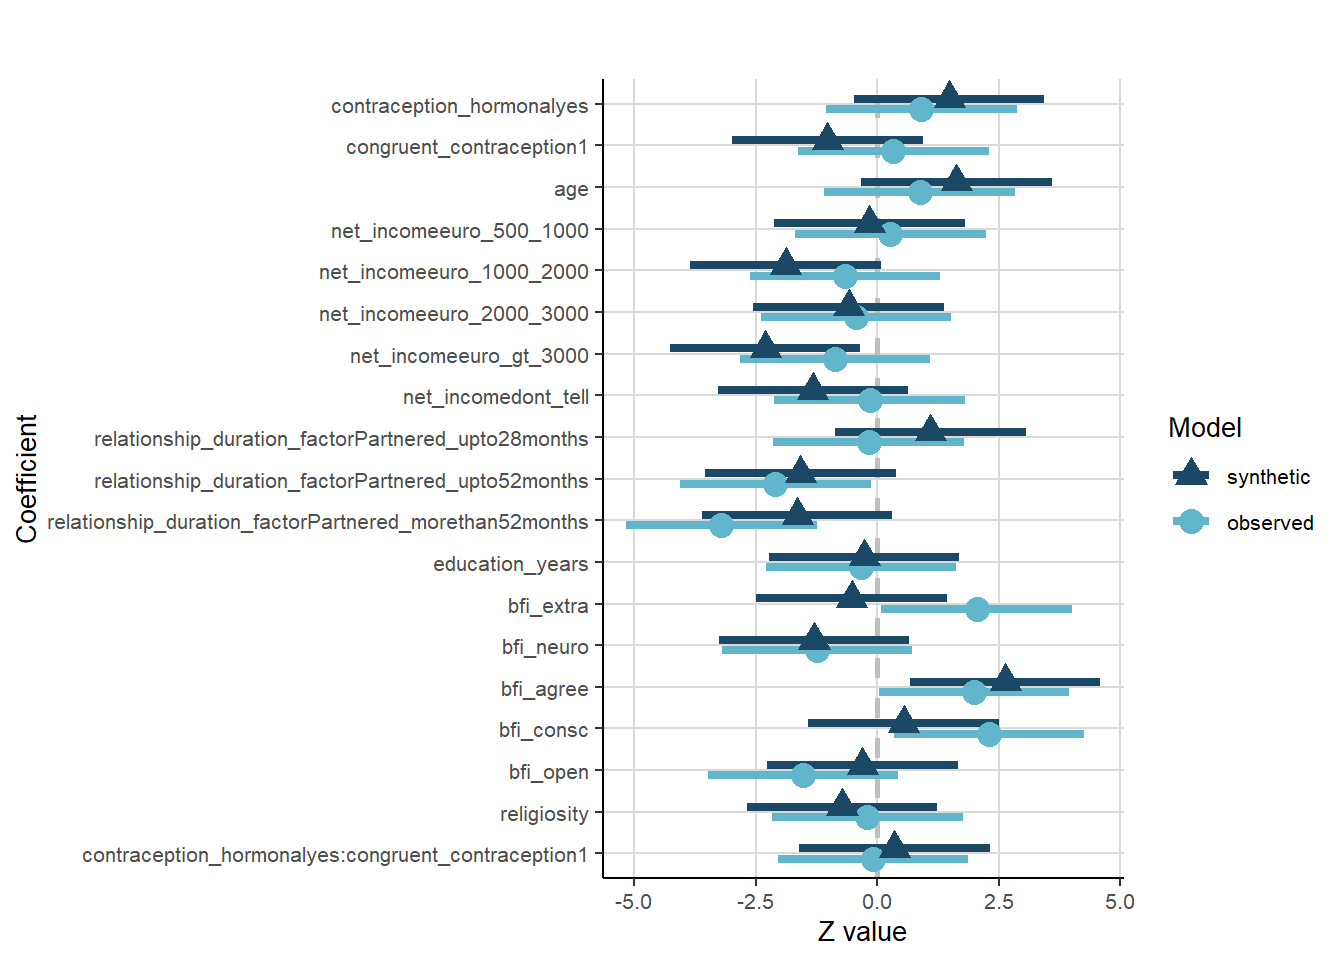 contraception_hormonalyes
congruent_contraception1
age
net_incomeeuro_500_1000
net_incomeeuro_1000_2000
net_incomeeuro_2000_3000
net_incomeeuro_gt_3000
net_incomedont_tell
relationship_duration_factorPartnered_upto28months
relationship_duration_factorPartnered_upto52months
relationship_duration_factorPartnered_morethan52months
education_years
bfi_extra
bfi_neuro
bfi_agree
bfi_consc
bfi_open
religiosity
contraception_hormonalyes:congruent_contraception1
Coefficient
-5.0 -2.5 0.0 2.5 5.0
Z value
Model
synthetic
observed